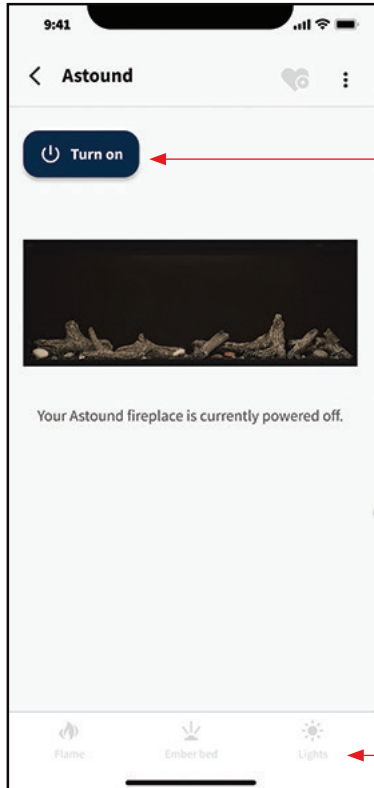 9:41
Astound
Turn on
Your Astound fireplace is currently powered off.
Flame Ember bed Lights